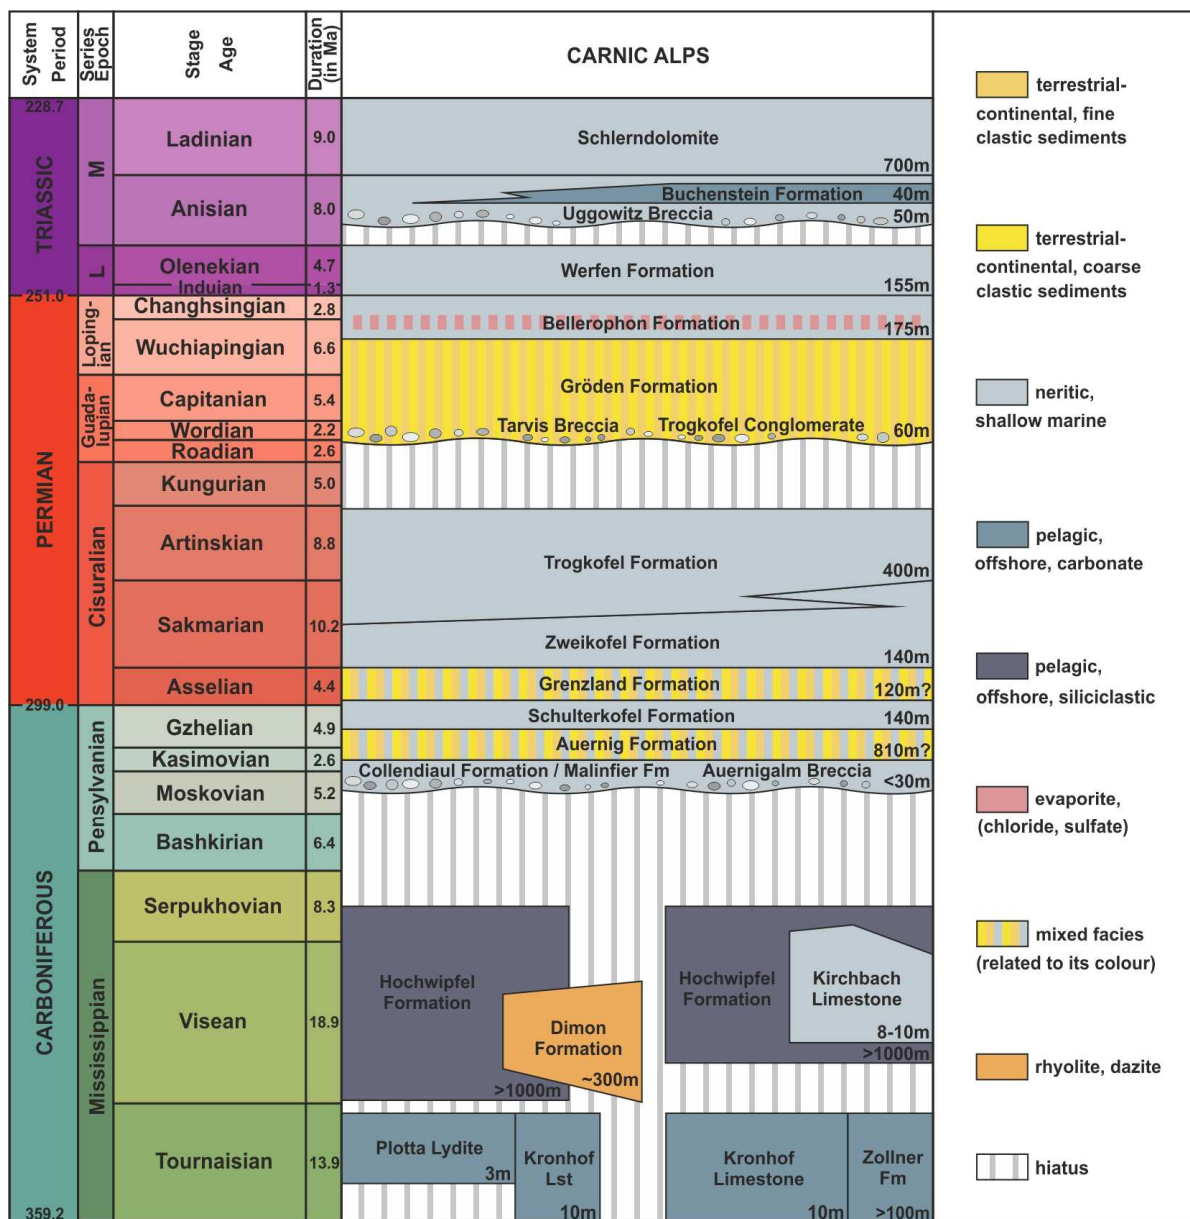 System
Period
Series
Epoch
Stage
Age
Duration
(in Ma)
CARNIC ALPS
228.7
TRIASSIC
M
L
251.0
PERMIAN
Loping-
ian
Guada-
lupian
Cisuralian
299.0
CARBONIFEROUS
Pensylvanian
Mississippian
359.2
Ladinian 9.0
Anisian 8.0
Olenekian 4.7
Induian 1.3
Changhsingian 2.8
Wuchiapingian 6.6
Capitanian 5.4
Wordian 2.2
Roadian 2.6
Kungurian 5.0
Artinskian 8.8
Sakmarian 10.2
Asselian 4.4
Gzhelian 4.9
Kasimovian 2.6
Moskovian 5.2
Bashkirian 6.4
Serpukhovian 8.3
Visean 18.9
Tournaisian 13.9
Schlerndolomite
700m
Buchenstein Formation 40m
Uggowitz Breccia 50m
Werfen Formation
155m
Bellerophon Formation 175m
Gröden Formation
Tarvis Breccia Trogkofel Conglomerate 60m
Trogkofel Formation 400m
Zweikofel Formation
140m
Grenzland Formation 120m?
Schulterkofel Formation 140m
Auernig Formation 810m?
Collendiaul Formation / Malinfier Fm Auernigalm Breccia <30m
Hochwipfel
Formation
>1000m
Dimon
Formation
~300m
Hochwipfel
Formation
Kirchbach
Limestone
8-10m
>1000m
Plotta Lydite
3m
Kronhof
Lst
10m
Kronhof
Limestone
10m
Zollner
Fm
>100m
terrestrial-
continental, fine
clastic sediments
terrestrial-
continental, coarse
clastic sediments
neritic,
shallow marine
pelagic,
offshore, carbonate
pelagic,
offshore, siliciclastic
evaporite,
(chloride, sulfate)
mixed facies
(related to its colour)
rhyolite, dazite
hiatus